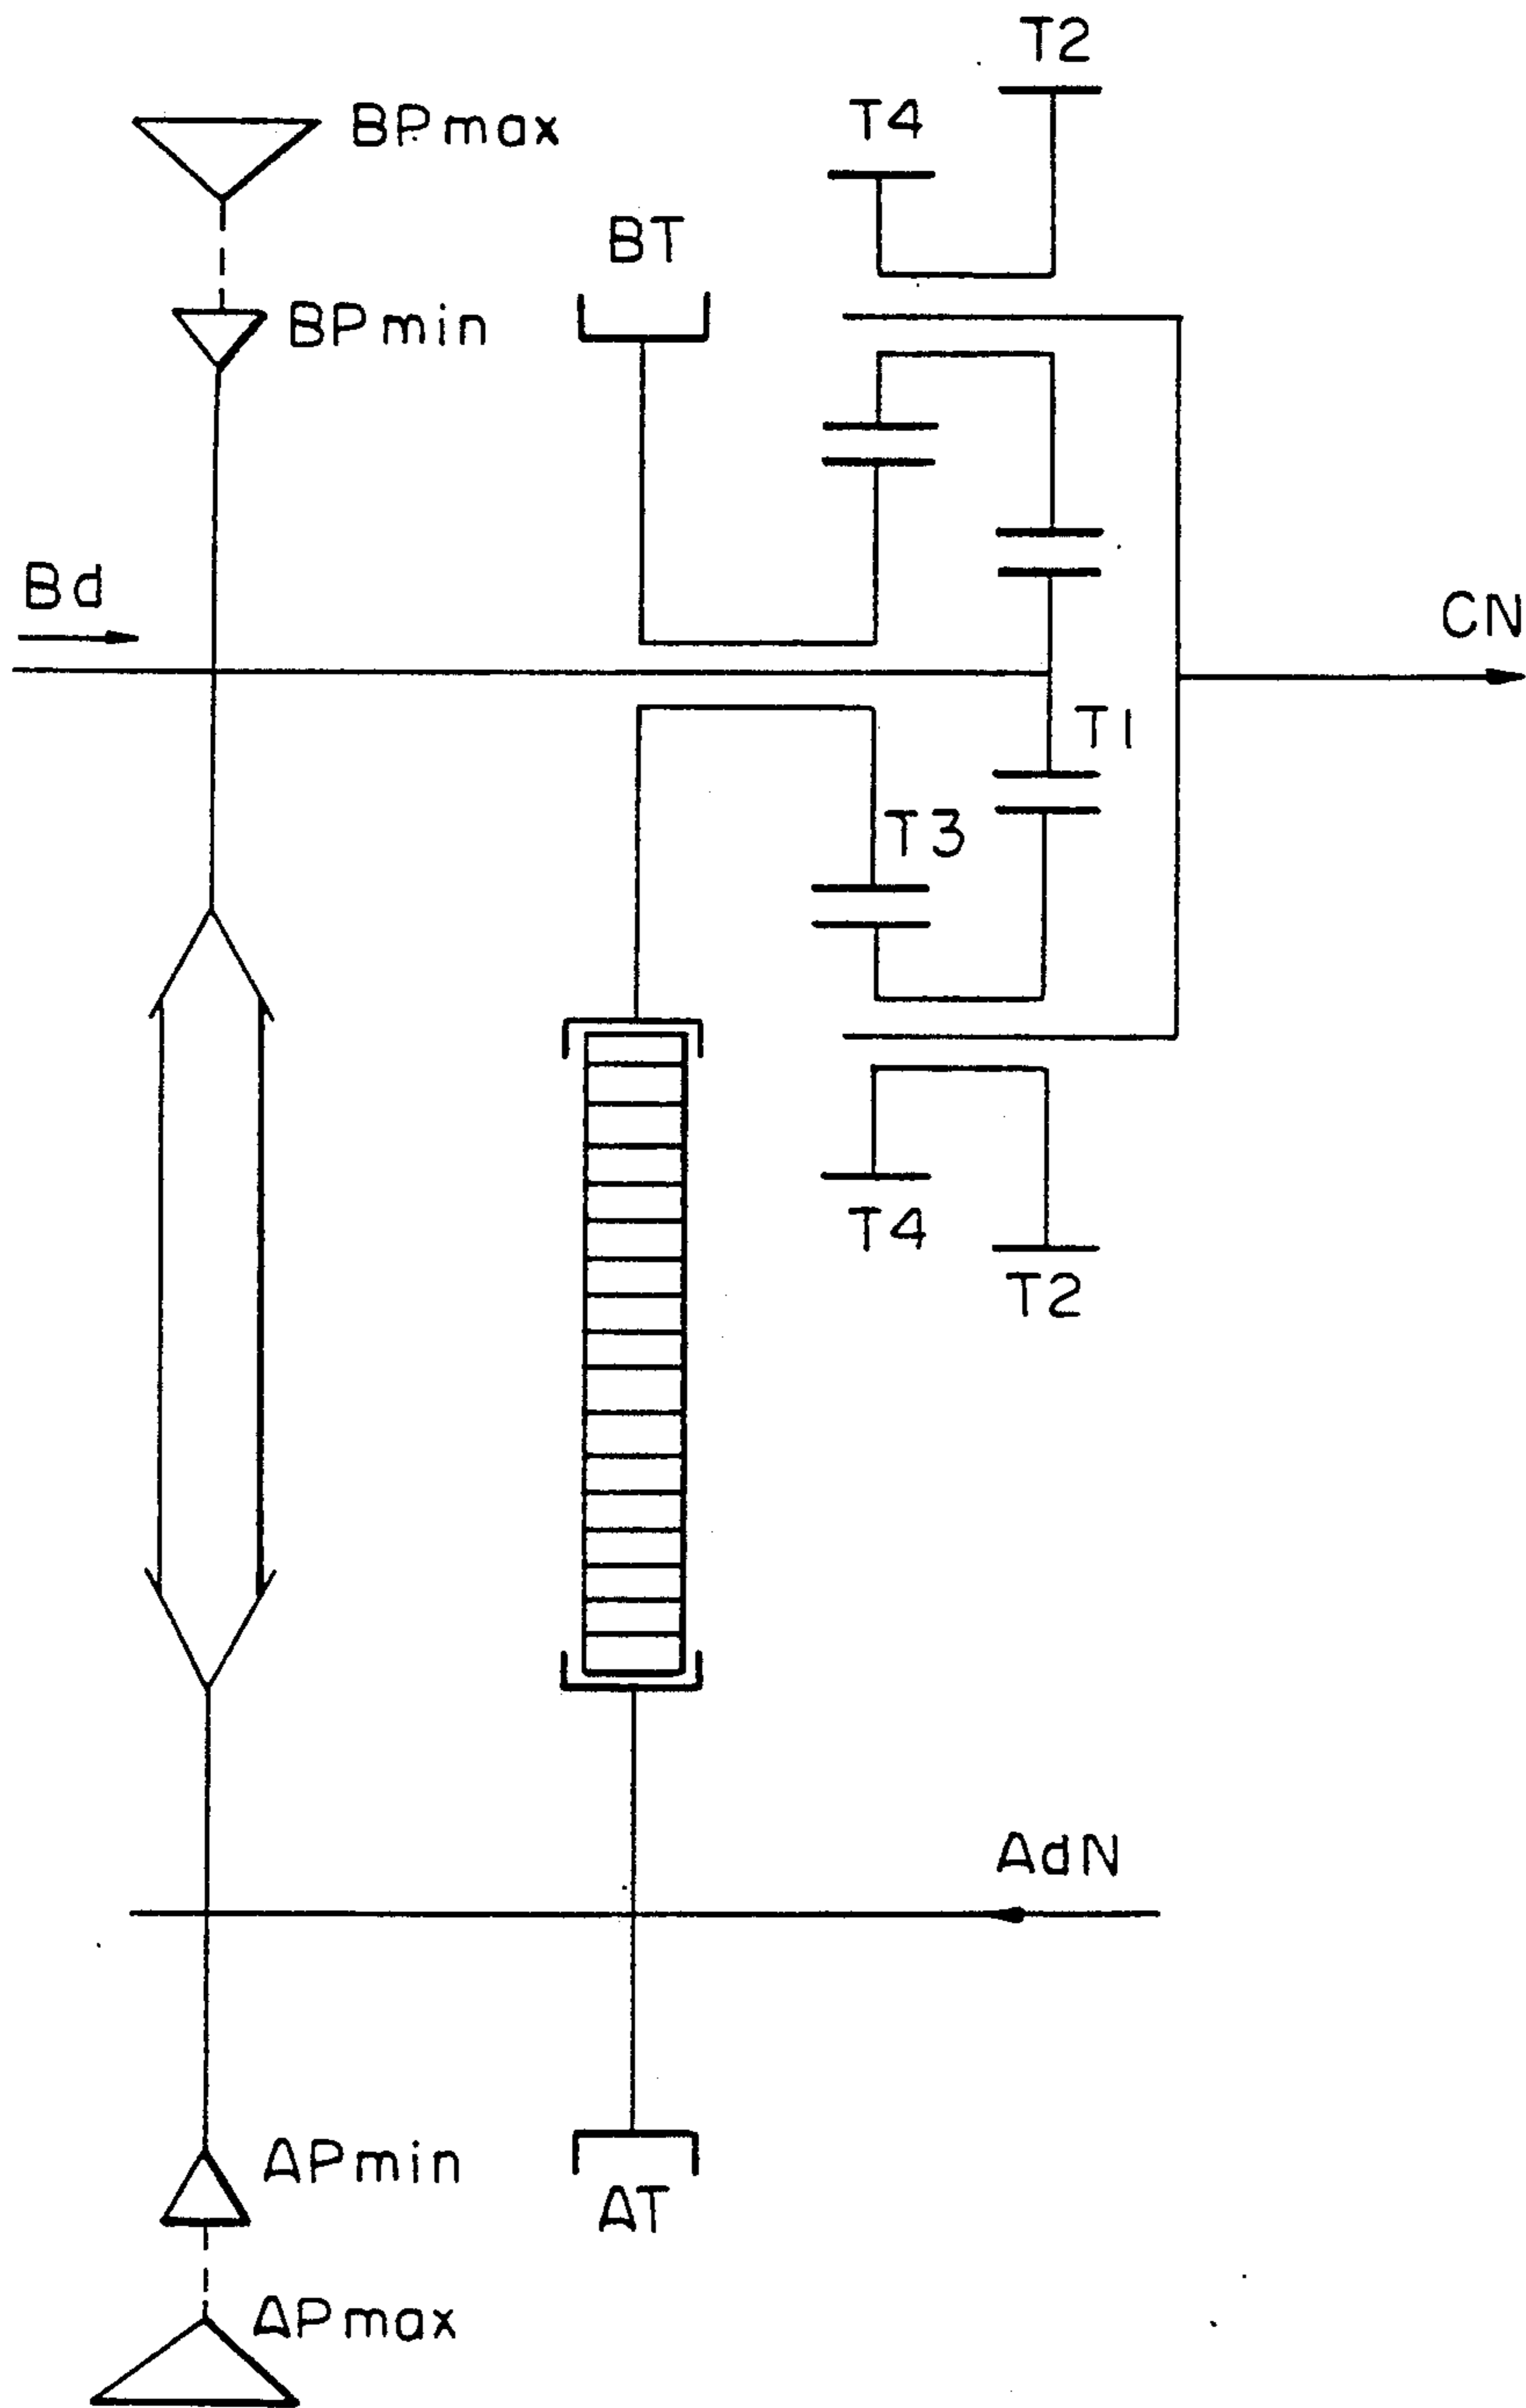 T2
T4
BPmax
BT
BPmin
Bd
CN
T1
T3
T4
T2
AdN
APmin
AT
APmax